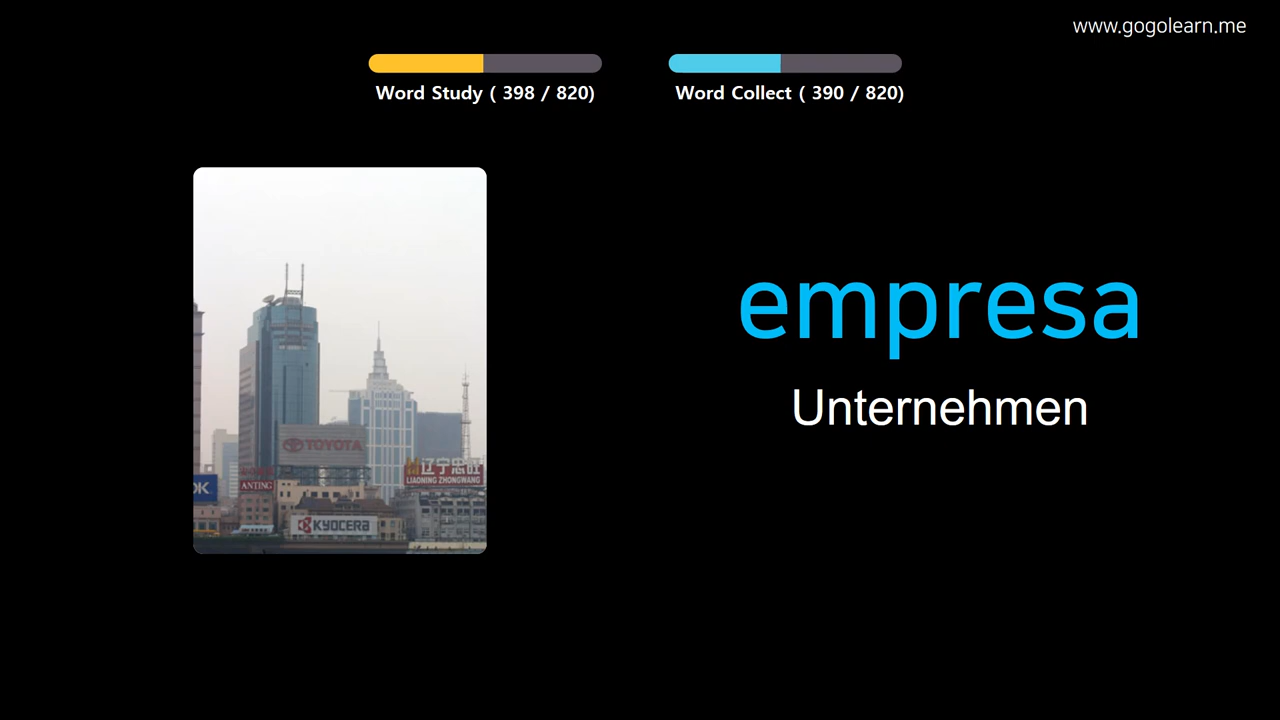 www.gogolearn.me
Word Study ( 398 / 820)
Word Collect ( 390 / 820)
empresa
Unternehmen
TOYOTA
辽宁忠旺
LIAONING ZHONGWANG
OK
ANTING
KYOCERA